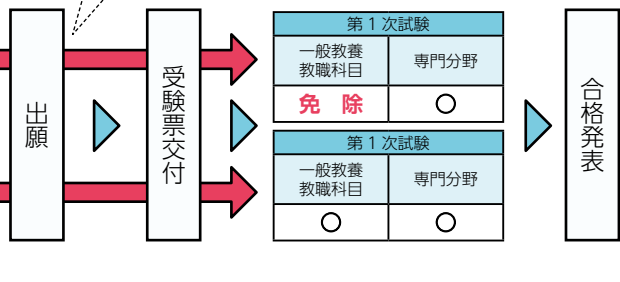 出願
受験票交付
第1次試験
一般教養
教職科目
専門分野
免 除
○
第1次試験
一般教養
教職科目
専門分野
○
○
合格発表